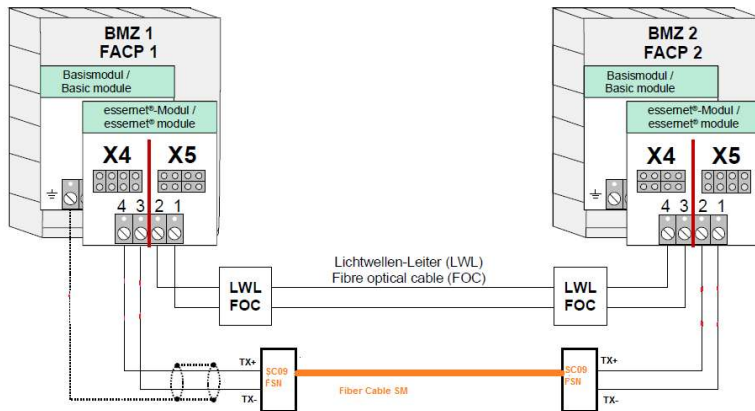 BMZ 1
FACP 1
Basismodul /
Basic module
essernet®-Modul /
essernet® module
X4 X5
4 3 2 1
BMZ 2
FACP 2
Basismodul /
Basic module
essernet®-Modul /
essernet® module
X4 X5
4 3 2 1
Lichtwellen-Leiter (LWL)
Fibre optical cable (FOC)
LWL
FOC
LWL
FOC
TX+
TX-
SC09
FSN
Fiber Cable SM
SC09
FSN
TX+
TX-